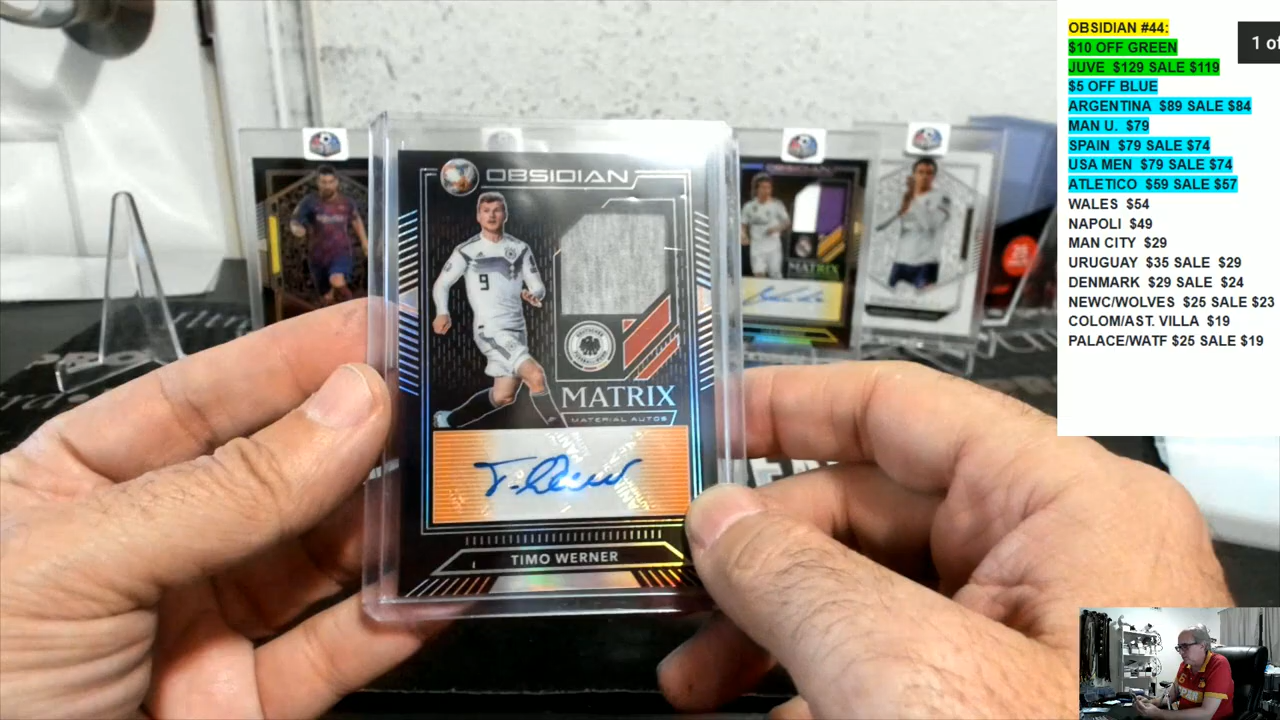 OBSIDIAN
9
MATRIX
MATERIAL AUTOS
TIMO WERNER
MATRIX
OBSIDIAN #44:
$10 OFF GREEN
JUVE $129 SALE $119
$5 OFF BLUE
ARGENTINA $89 SALE $84
MAN U. $79
SPAIN $79 SALE $74
USA MEN $79 SALE $74
ATLETICO $59 SALE $57
WALES $54
NAPOLI $49
MAN CITY $29
URUGUAY $35 SALE $29
DENMARK $29 SALE $24
NEWC/WOLVES $25 SALE $23
COLOM/AST. VILLA $19
PALACE/WATF $25 SALE $19
1 of